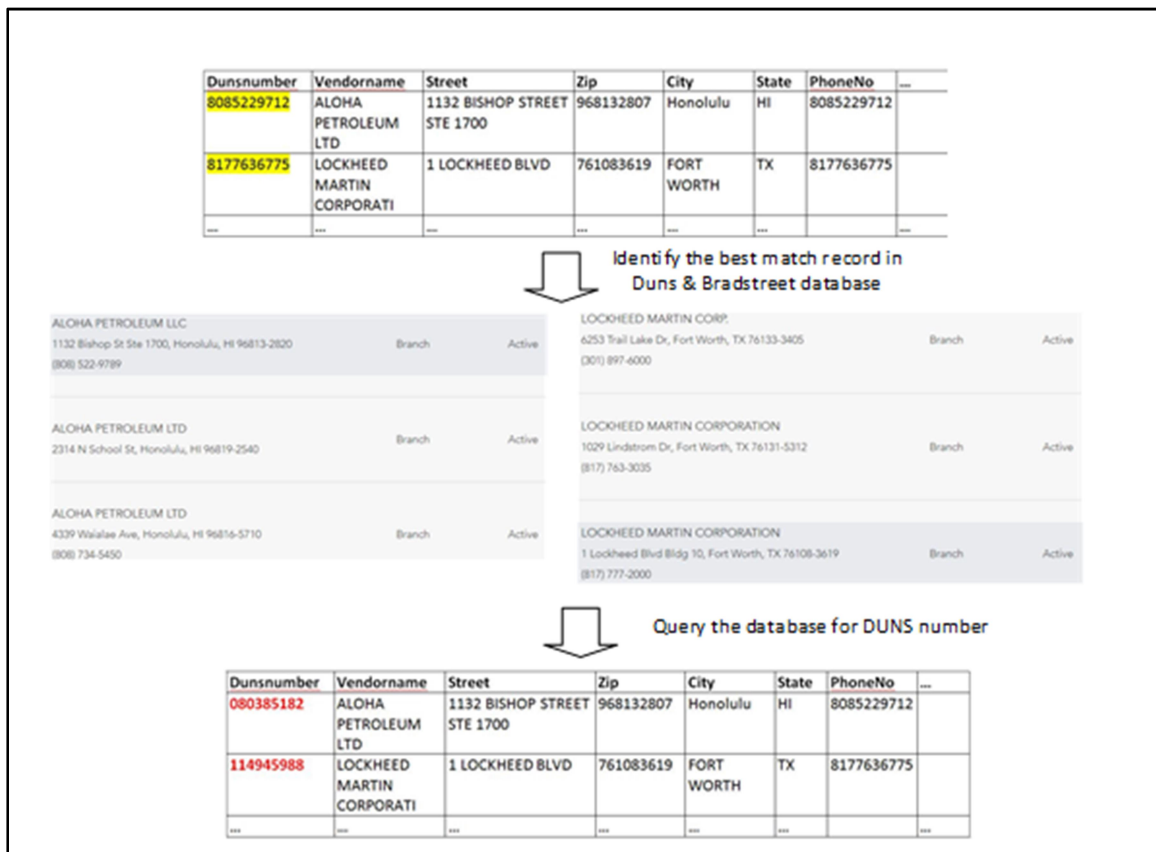 Dunsnumber Vendorname Street Zip City State PhoneNo ...
8085229712 ALOHA 1132 BISHOP STREET 968132807 Honolulu HI 8085229712
PETROLEUM STE 1700
LTD
8177636775 LOCKHEED 1 LOCKHEED BLVD 761083619 FORT TX 8177636775
MARTIN WORTH
CORPORATI
... ... ... ... ... ... ...
Identify the best match record in
Duns & Bradstreet database
ALOHA PETROLEUM LLC
1132 Bishop St Ste 1700, Honolulu, HI 96813-2820 Branch Active
(808) 522-9789
ALOHA PETROLEUM LTD
2314 N School St, Honolulu, HI 96819-2540 Branch Active
ALOHA PETROLEUM LTD
4339 Waialae Ave, Honolulu, HI 96816-5710 Branch Active
(808) 734-5450
LOCKHEED MARTIN CORP.
6253 Trail Lake Dr, Fort Worth, TX 76133-3405 Branch Active
(301) 897-6000
LOCKHEED MARTIN CORPORATION
1029 Lindstrom Dr, Fort Worth, TX 76131-5312 Branch Active
(817) 763-3035
LOCKHEED MARTIN CORPORATION
1 Lockheed Blvd Bldg 10, Fort Worth, TX 76108-3619 Branch Active
(817) 777-2000
Query the database for DUNS number
Dunsnumber Vendorname Street Zip City State PhoneNo ...
080385182 ALOHA 1132 BISHOP STREET 968132807 Honolulu HI 8085229712
PETROLEUM STE 1700
LTD
114945988 LOCKHEED 1 LOCKHEED BLVD 761083619 FORT TX 8177636775
MARTIN WORTH
CORPORATI
... ... ... ... ... ... ...